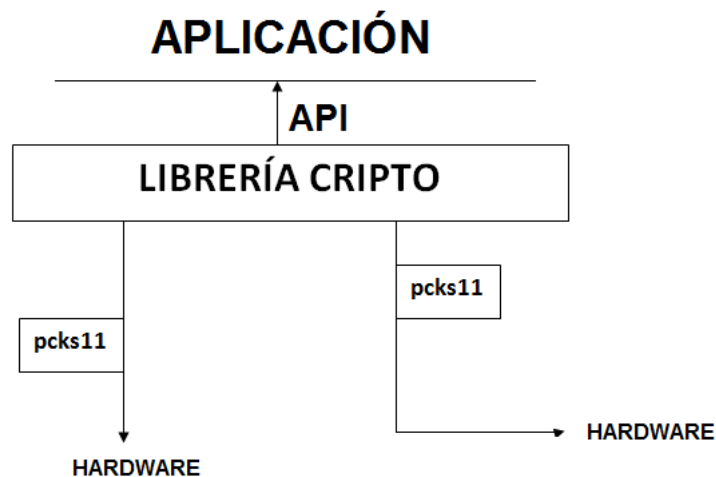 APLICACIÓN
API
LIBRERÍA CRIPTO
pcks11
pcks11
HARDWARE
HARDWARE